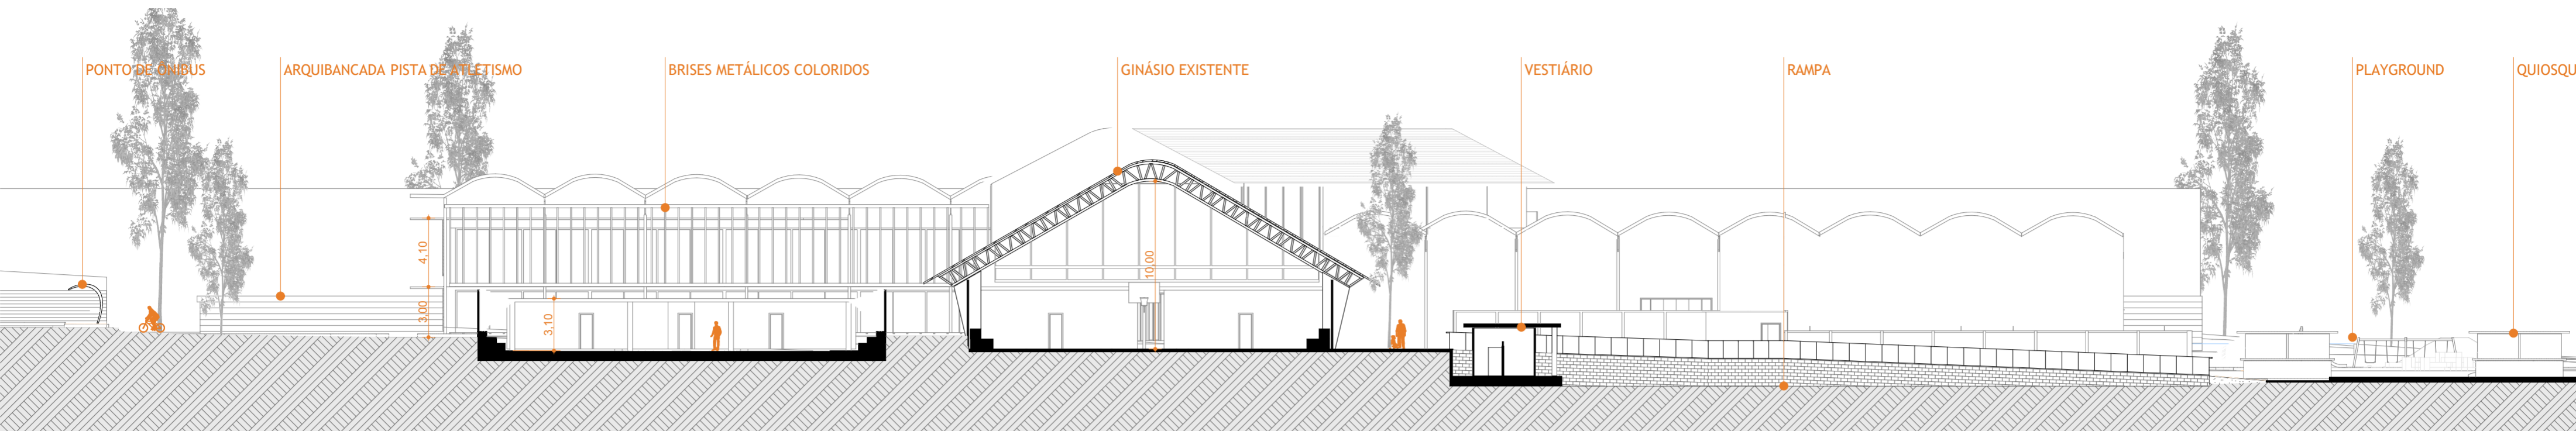 PONTO DE ÔNIBUS
ARQUIBANCADA PISTA DE ATLETISMO
BRISES METÁLICOS COLORIDOS
GINÁSIO EXISTENTE
VESTIÁRIO
RAMPA
PLAYGROUND
QUIOSQU
4,10
3,00
3,10
10,00